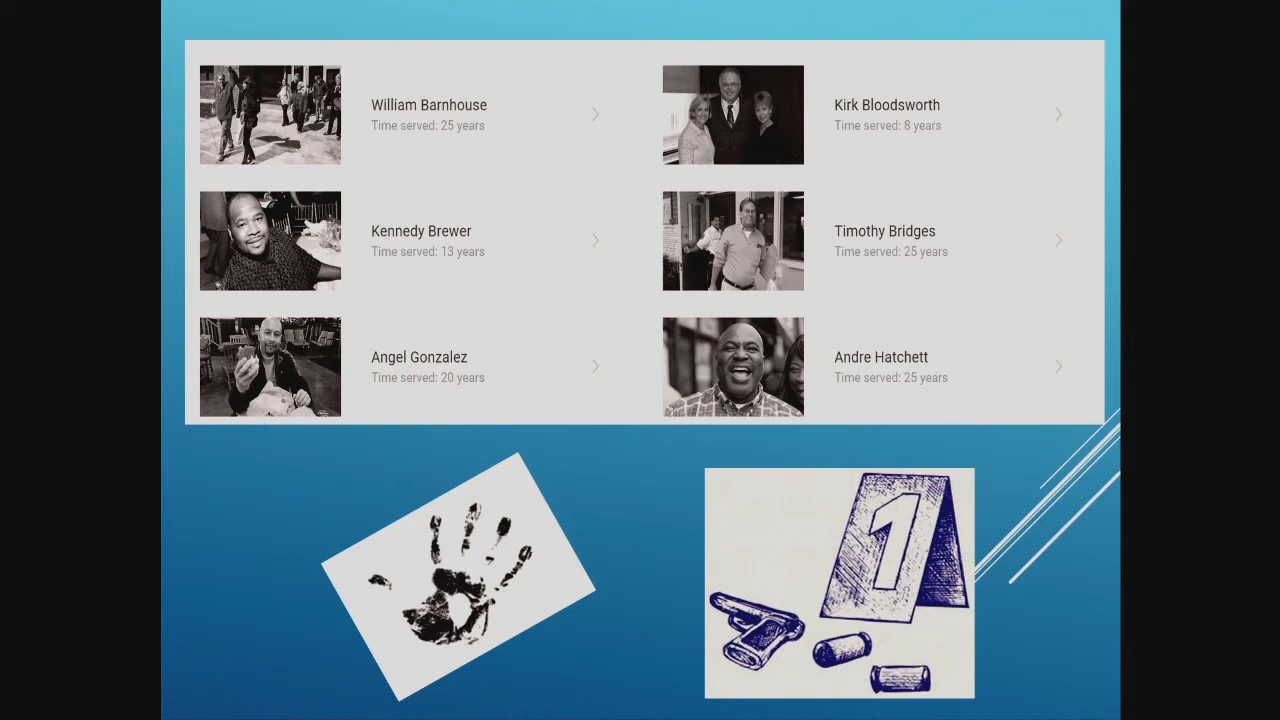 William Barnhouse
Time served: 25 years
Kirk Bloodsworth
Time served: 8 years
Kennedy Brewer
Time served: 13 years
Timothy Bridges
Time served: 25 years
Angel Gonzalez
Time served: 20 years
Andre Hatchett
Time served: 25 years
1